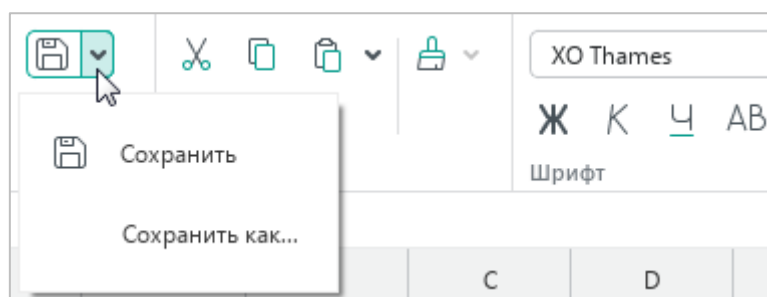 XO Thames
Ж К Ч АВ
Сохранить
Шрифт
Сохранить как...
C D